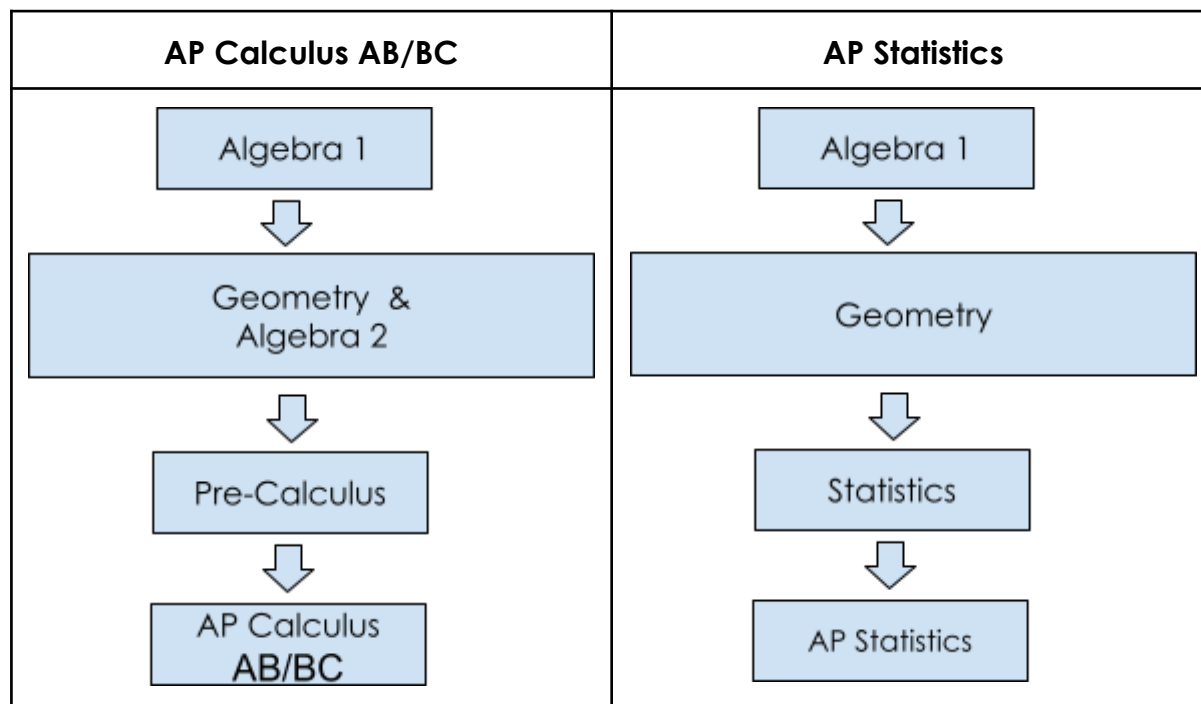 AP Calculus AB/BC
AP Statistics
Algebra 1
Geometry &
Algebra 2
Pre-Calculus
AP Calculus
AB/BC
Algebra 1
Geometry
Statistics
AP Statistics